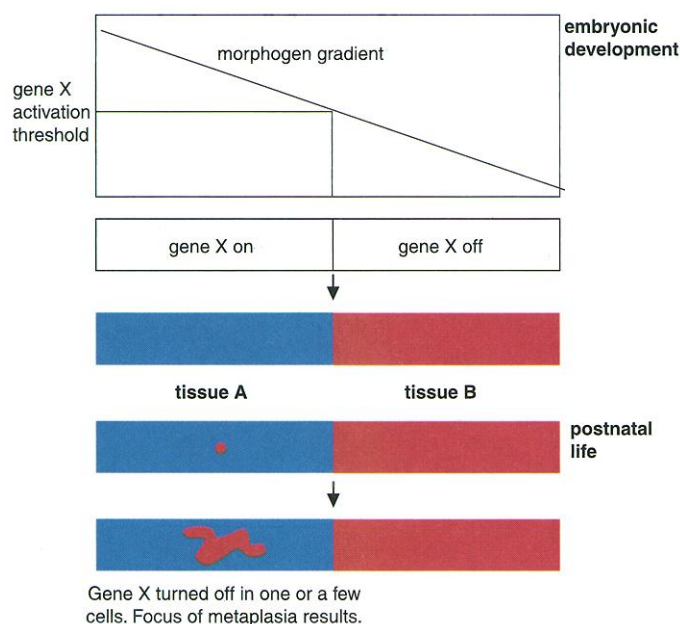 embryonic
development
morphogen gradient
gene X
activation
threshold
gene X on
gene X off
tissue A
tissue B
postnatal
life
Gene X turned off in one or a few
cells. Focus of metaplasia results.